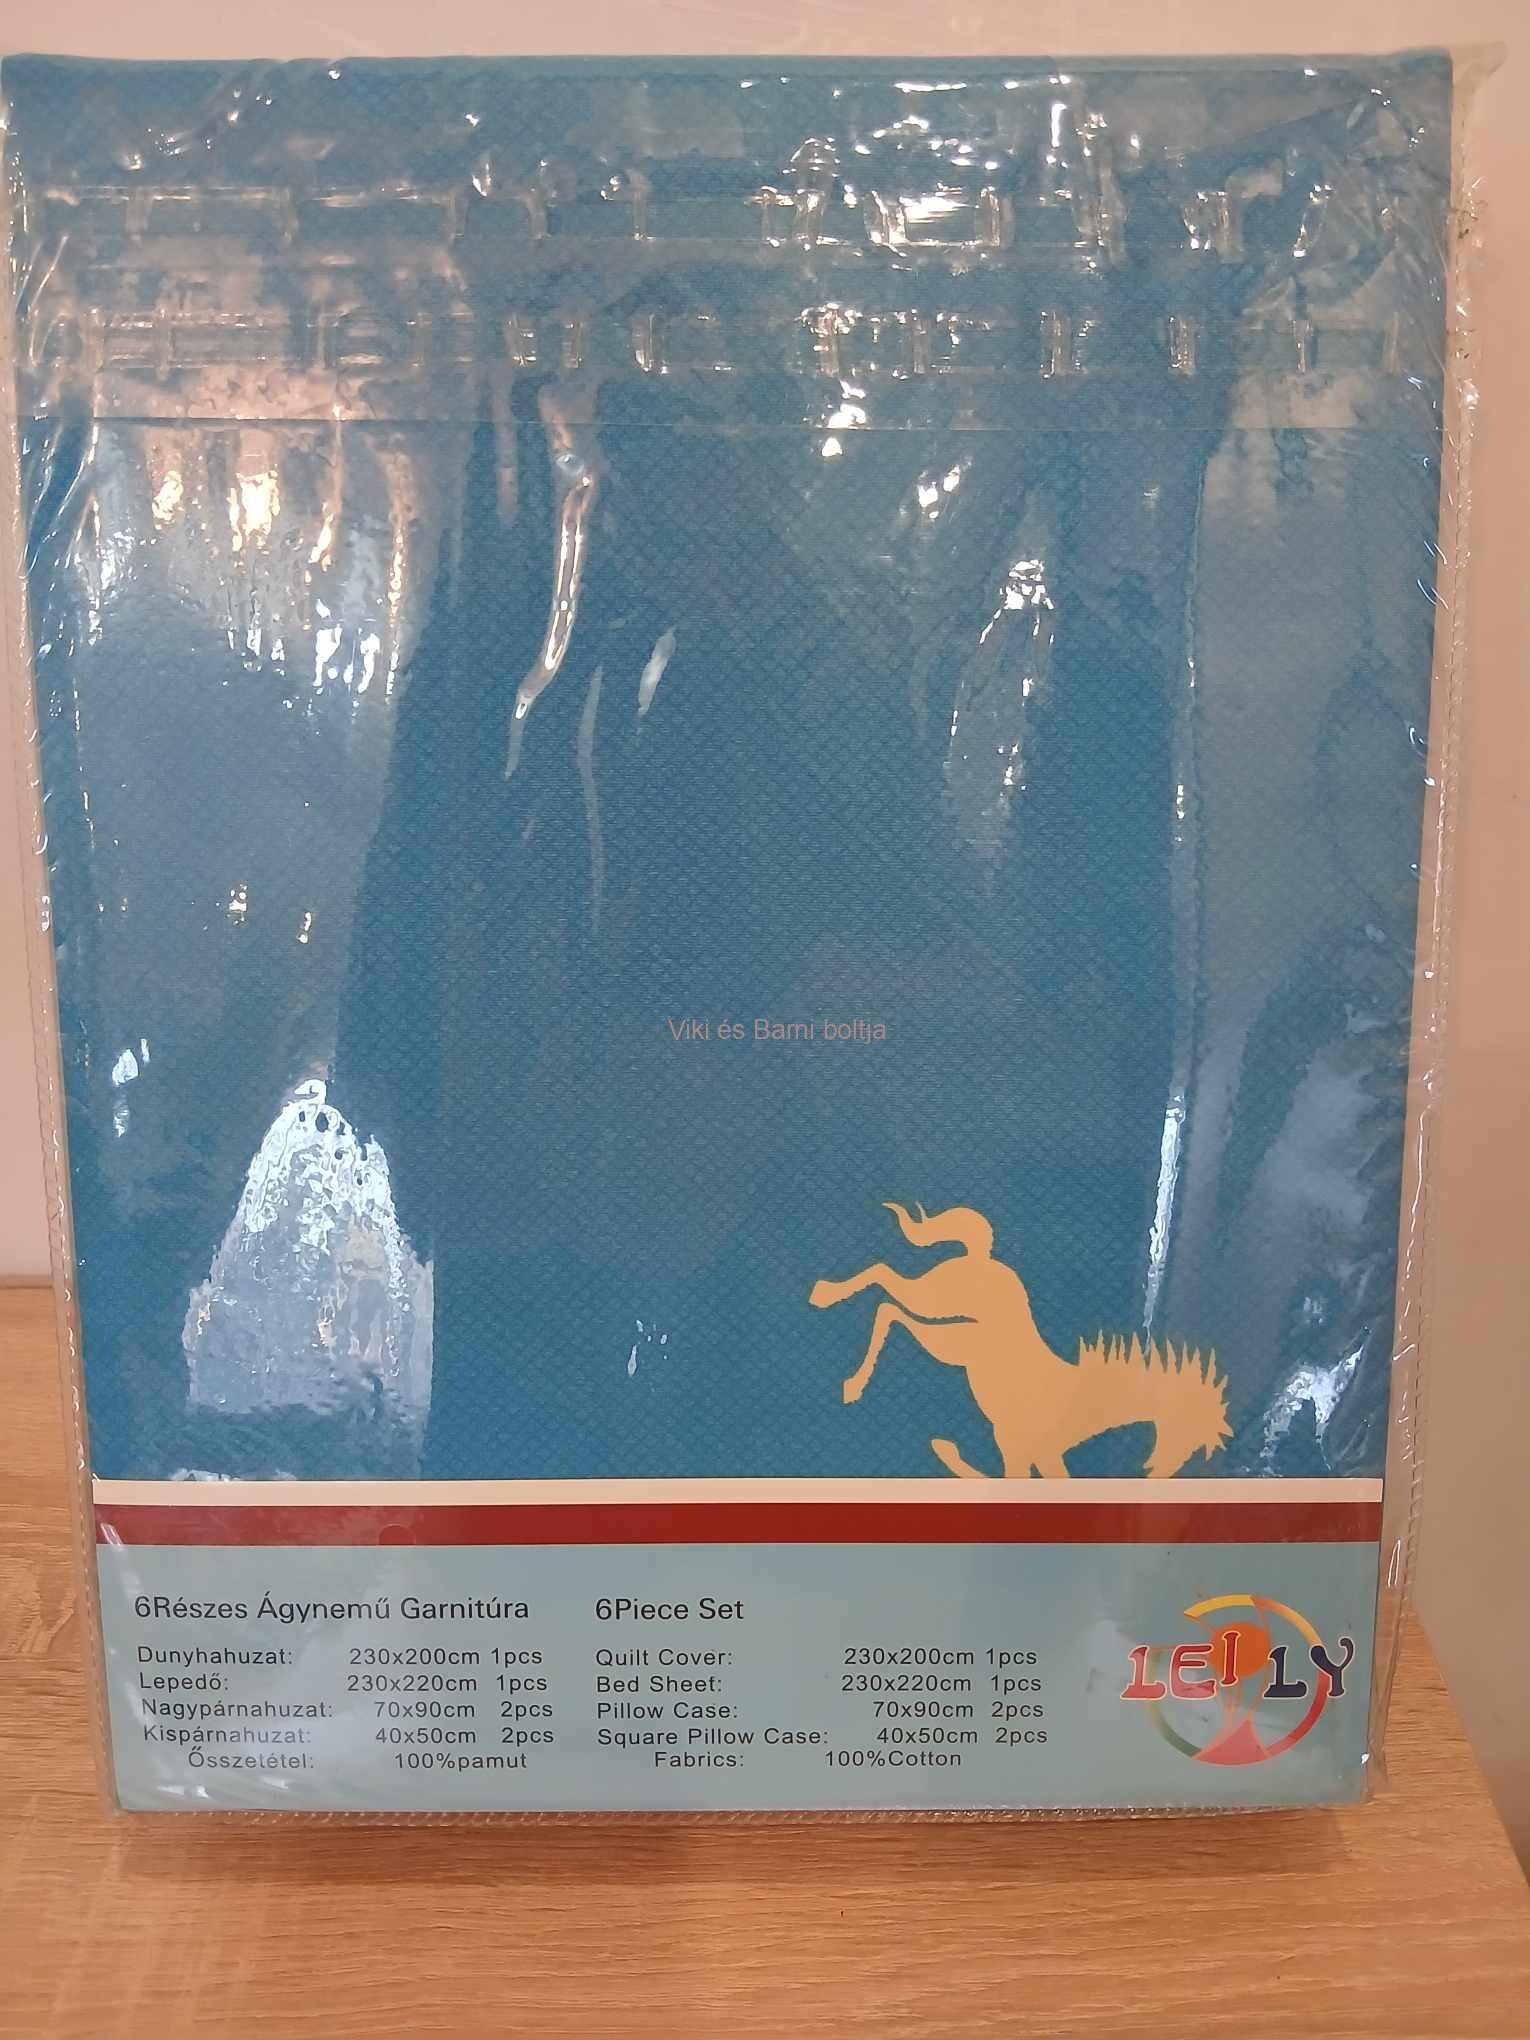 Viki és Barni boltja
6Részes Ágynemű Garnitúra
Dunyhahuzat: 230x200cm 1pcs
Lepedő: 230x220cm 1pcs
Nagypárnahuzat: 70x90cm 2pcs
Kispárnahuzat: 40x50cm 2pcs
Ősszetétel: 100%pamut
6Piece Set
Quilt Cover: 230x200cm 1pcs
Bed Sheet: 230x220cm 1pcs
Pillow Case: 70x90cm 2pcs
Square Pillow Case: 40x50cm 2pcs
Fabrics: 100%Cotton
LEILY